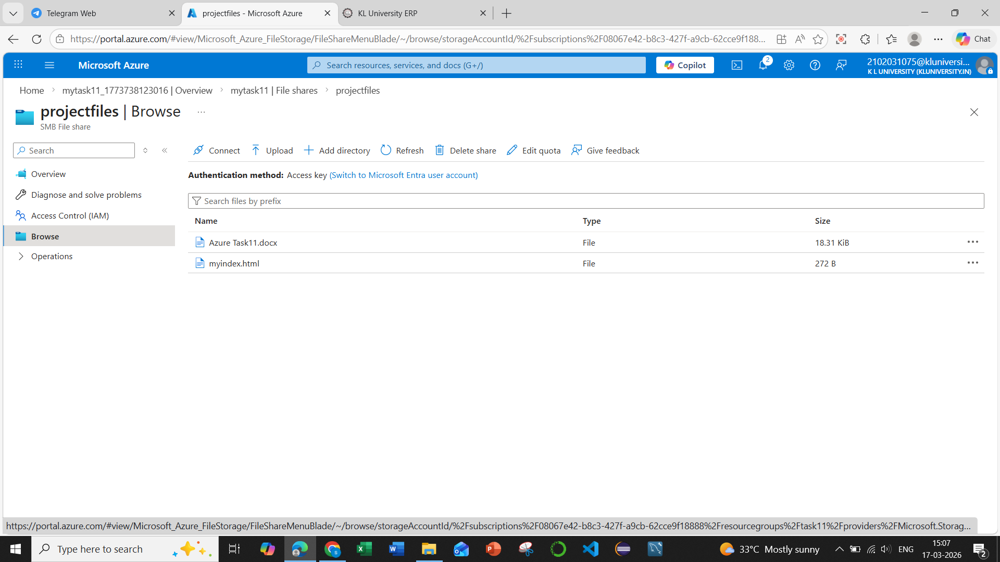 Telegram Web
projectfiles - Microsoft Azure
KL University ERP
https://portal.azure.com/#view/Microsoft_Azure_FileStorage/FileShareMenuBlade/~/browse/storageAccountId/%2Fsubscriptions%2F08067e42-b8c3-427f-a9cb-62cce9f188...
Chat
Microsoft Azure
Search resources, services, and docs (G+/)
Copilot
2
2102031075@kluniversi...
K L UNIVERSITY (KLUNIVERSITY.IN)
Home > mytask11_1773738123016 | Overview > mytask11 | File shares > projectfiles
projectfiles | Browse ...
SMB File share
Search
Connect
Upload
Add directory
Refresh
Delete share
Edit quota
Give feedback
Overview
Diagnose and solve problems
Access Control (IAM)
Browse
Operations
Authentication method: Access key (Switch to Microsoft Entra user account)
Search files by prefix
Name Type Size
Azure Task11.docx File 18.31 KiB
myindex.html File 272 B
https://portal.azure.com/#view/Microsoft_Azure_FileStorage/FileShareMenuBlade/~/browse/storageAccountId/%2Fsubscriptions%2F08067e42-b8c3-427f-a9cb-62cce9f18888%2Fresourcegroups%2Ftask11%2Fproviders%2FMicrosoft.Storag...
Type here to search
33°C Mostly sunny
ENG
15:07
17-03-2026
2